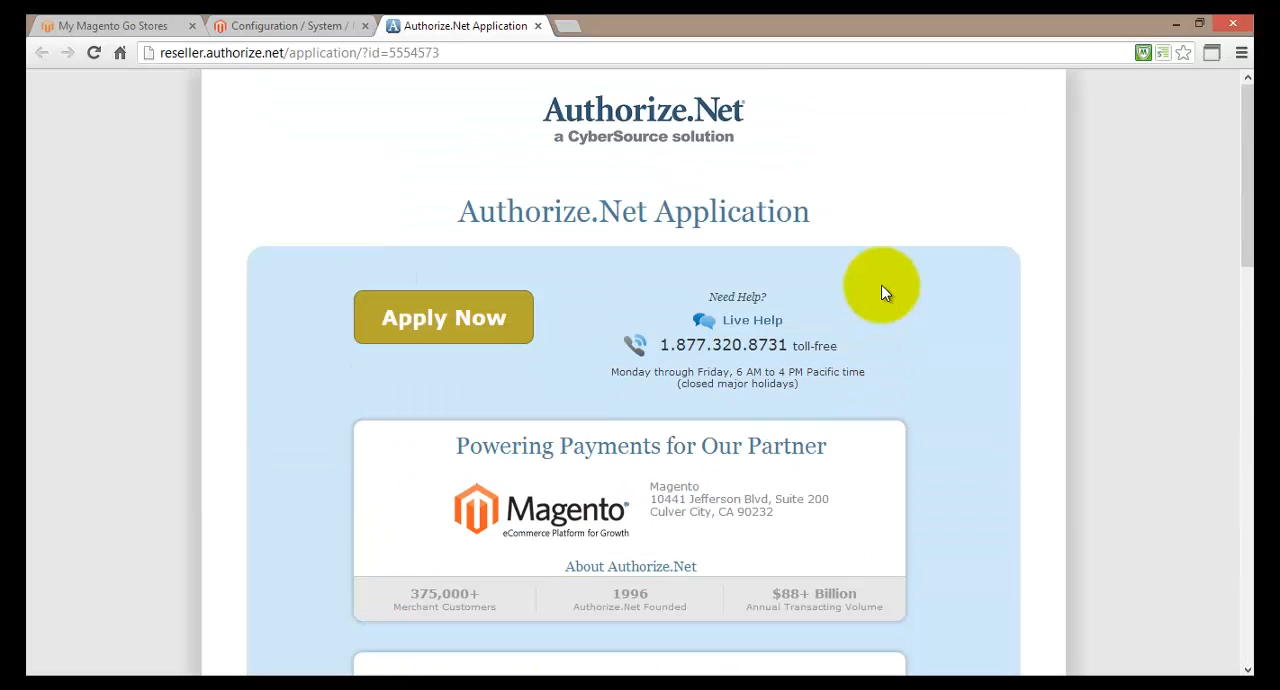 My Magento Go Stores
Configuration / System /
Authorize.Net Application
reseller.authorize.net/application/?id=5554573
Authorize.Net
a CyberSource solution
Authorize.Net Application
Apply Now
Need Help?
Live Help
1.877.320.8731 toll-free
Monday through Friday, 6 AM to 4 PM Pacific time
(closed major holidays)
Powering Payments for Our Partner
Magento
eCommerce Platform for Growth
Magento
10441 Jefferson Blvd, Suite 200
Culver City, CA 90232
About Authorize.Net
375,000+
Merchant Customers
1996
Authorize.Net Founded
$88+ Billion
Annual Transacting Volume